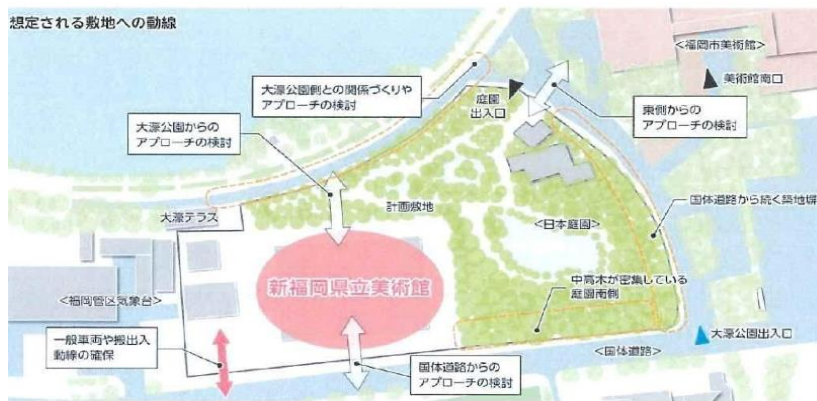 想定される敷地への動線
<福岡市美術館>
美術館南口
大濠公園側との関係づくりや
アプローチの検討
庭園
出入口
東側からの
アプローチの検討
大濠公園からの
アプローチの検討
大濠テラス
計画敷地
国体道路から続く築地塀
<日本庭園>
新福岡県立美術館
<福岡管区気象台>
中高木が密集している
庭園南側
大濠公園出入口
一般車両や搬出入
動線の確保
国体道路からの
アプローチの検討
<国体道路>